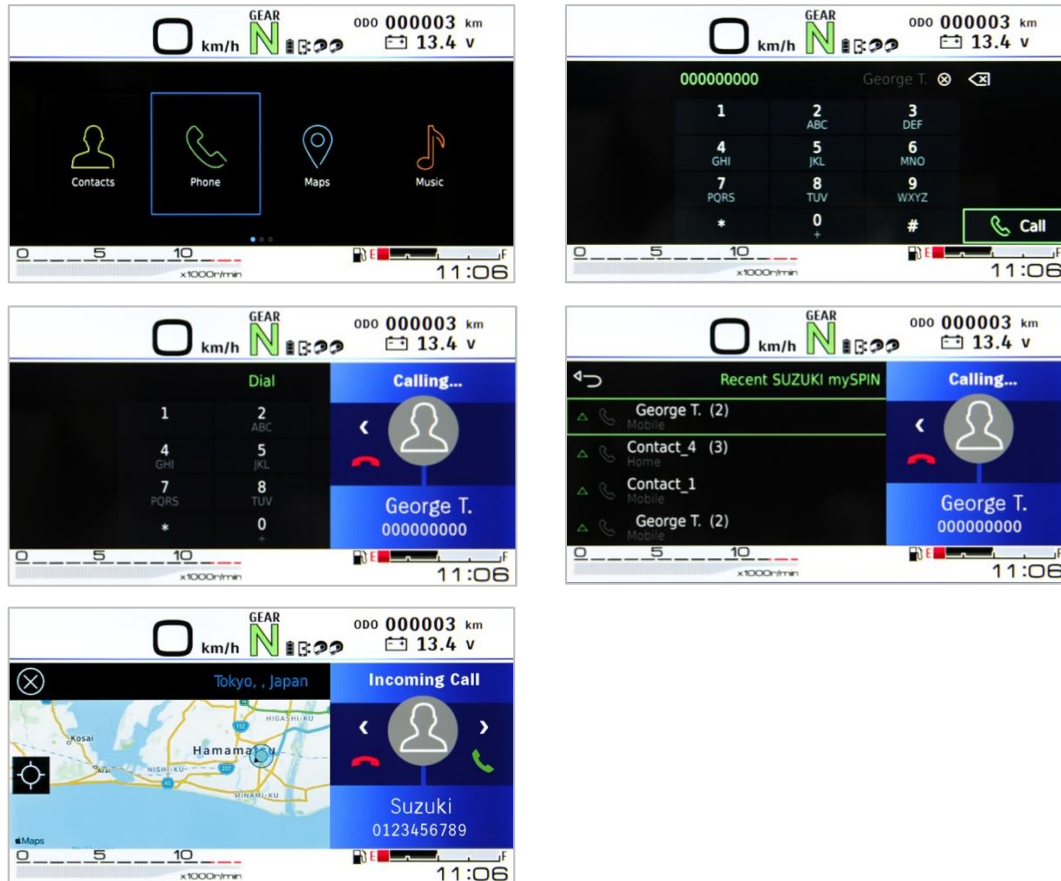 GEAR
0 km/h N
ODO 000003 km
13.4 V
Contacts
Phone
Maps
Music
0 5 10
x1000r/min
E F
11:06
GEAR
0 km/h N
ODO 000003 km
13.4 V
000000000 George T.
1 2 3
ABC DEF
4 5 6
GHI JKL MNO
7 8 9
PQRS TUV WXYZ
* 0 #
+
Call
0 5 10
x1000r/min
E F
11:06
GEAR
0 km/h N
ODO 000003 km
13.4 V
Dial
1 2
ABC
4 5
GHI JKL
7 8
PQRS TUV
* 0
+
Calling...
George T.
000000000
0 5 10
x1000r/min
E F
11:06
GEAR
0 km/h N
ODO 000003 km
13.4 V
Recent SUZUKI mySPIN
George T. (2)
Mobile
Contact_4 (3)
Home
Contact_1
Mobile
George T. (2)
Mobile
Calling...
George T.
000000000
0 5 10
x1000r/min
E F
11:06
GEAR
0 km/h N
ODO 000003 km
13.4 V
Tokyo, , Japan
HIGASHI-KU
152
Kosai
Hamamatsu
Arai
NISHI-KU
257
MINAMI-KU
Maps
Incoming Call
Suzuki
0123456789
0 5 10
x1000r/min
E F
11:06